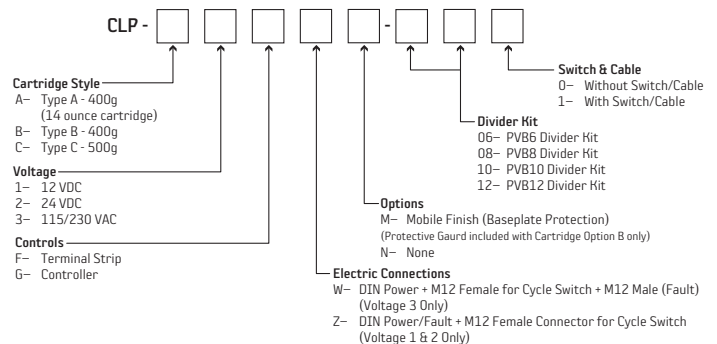 CLP - -
Cartridge Style
A– Type A - 400g
(14 ounce cartridge)
B– Type B - 400g
C– Type C - 500g
Voltage
1– 12 VDC
2– 24 VDC
3– 115/230 VAC
Controls
F– Terminal Strip
G– Controller
Switch & Cable
0– Without Switch/Cable
1– With Switch/Cable
Divider Kit
06– PVB6 Divider Kit
08– PVB8 Divider Kit
10– PVB10 Divider Kit
12– PVB12 Divider Kit
Options
M– Mobile Finish (Baseplate Protection)
(Protective Gaurd included with Cartridge Option B only)
N– None
Electric Connections
W– DIN Power + M12 Female for Cycle Switch + M12 Male (Fault)
(Voltage 3 Only)
Z– DIN Power/Fault + M12 Female Connector for Cycle Switch
(Voltage 1 & 2 Only)